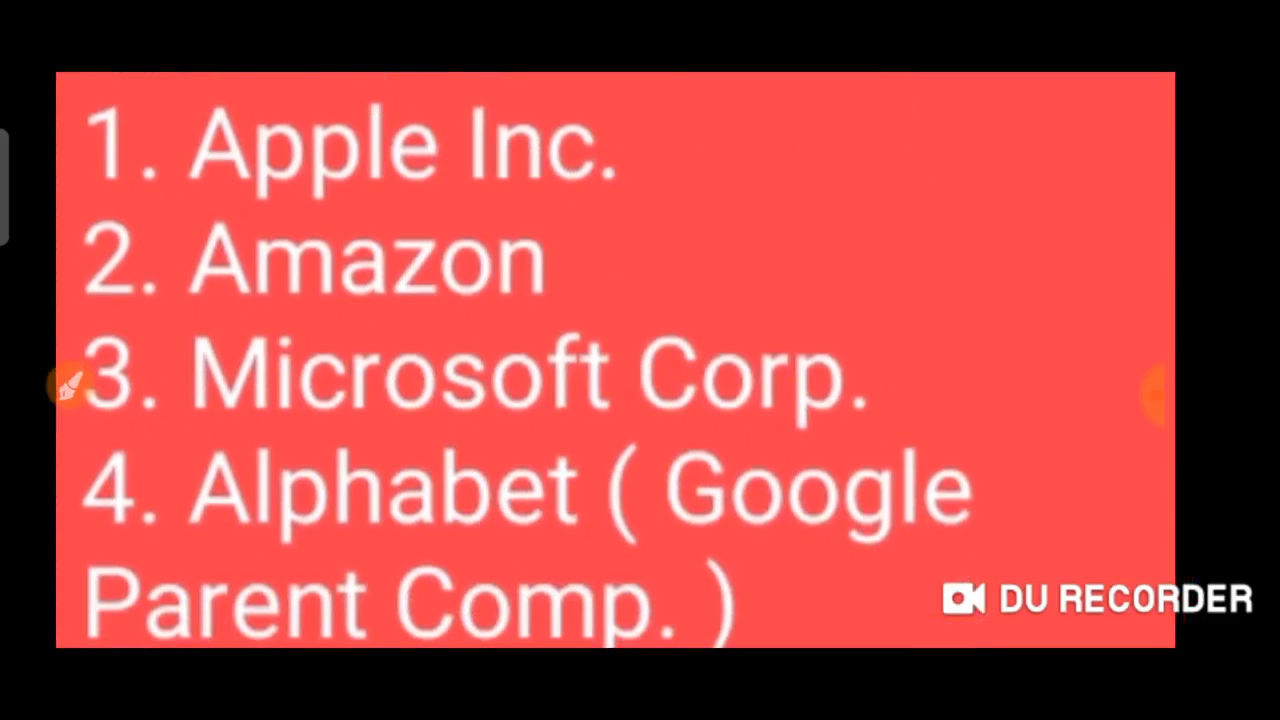 1. Apple Inc.
2. Amazon
3. Microsoft Corp.
4. Alphabet ( Google
Parent Comp. )
DU RECORDER